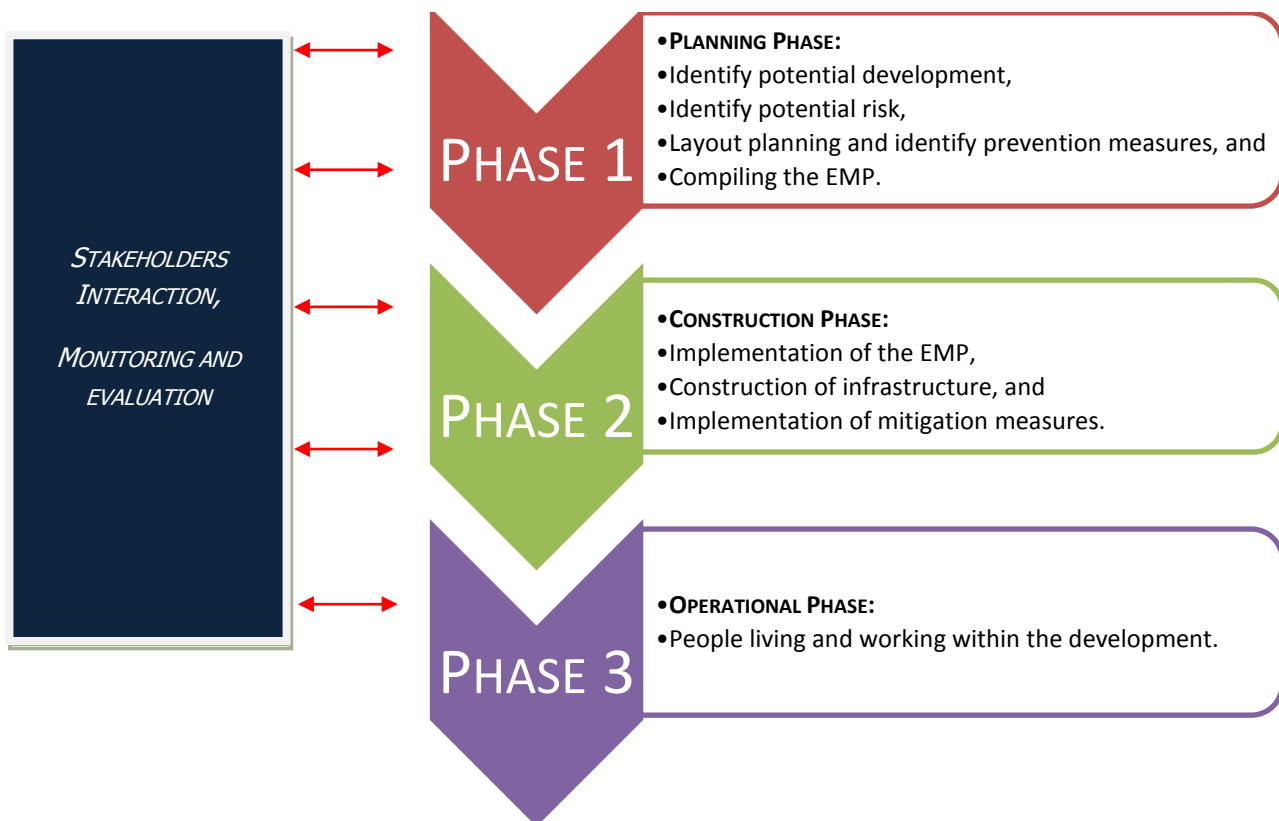 STAKEHOLDERS
INTERACTION,
MONITORING AND
EVALUATION
PHASE 1
•PLANNING PHASE:
•Identify potential development,
•Identify potential risk,
•Layout planning and identify prevention measures, and
•Compiling the EMP.
PHASE 2
•CONSTRUCTION PHASE:
•Implementation of the EMP,
•Construction of infrastructure, and
•Implementation of mitigation measures.
PHASE 3
•OPERATIONAL PHASE:
•People living and working within the development.